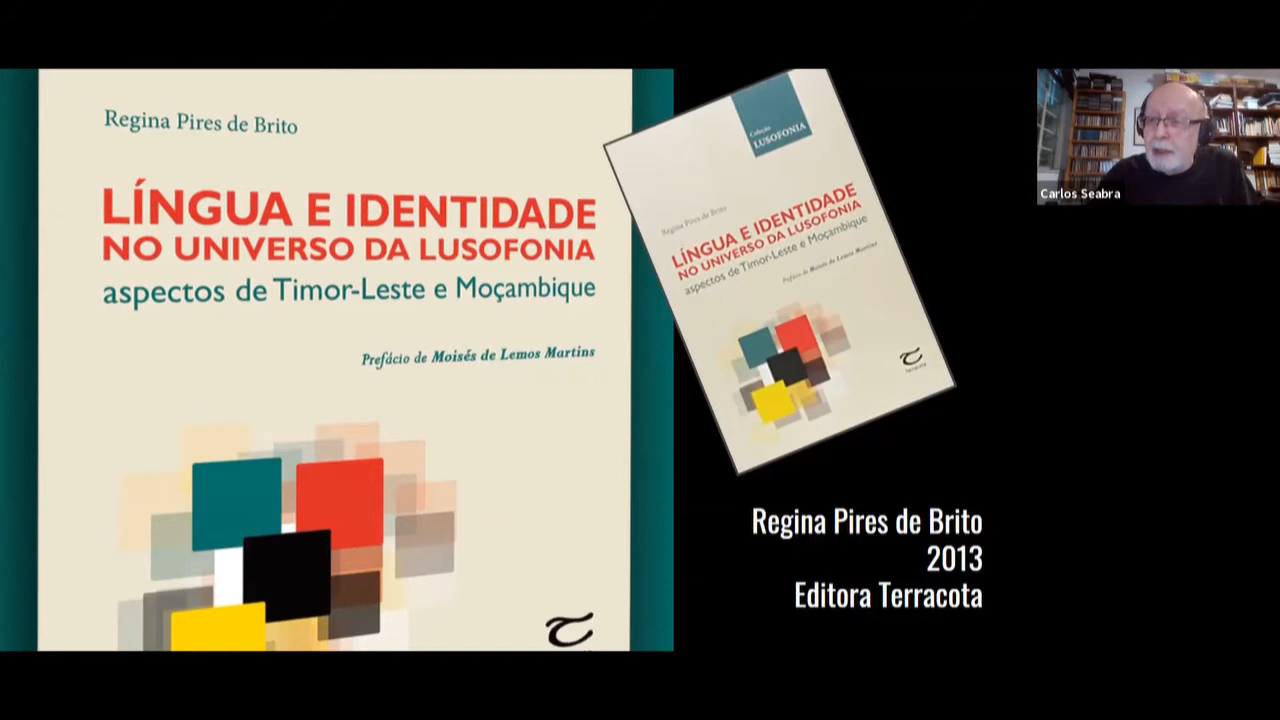 Regina Pires de Brito
LÍNGUA E IDENTIDADE
NO UNIVERSO DA LUSOFONIA
aspectos de Timor-Leste e Moçambique
Prefácio de Moisés de Lemos Martins
Coleção
LUSOFONIA
Regina Pires de Brito
LÍNGUA E IDENTIDADE
NO UNIVERSO DA LUSOFONIA
aspectos de Timor-Leste e Moçambique
Prefácio de Moisés de Lemos Martins
terracota
Regina Pires de Brito
2013
Editora Terracota
Carlos Seabra